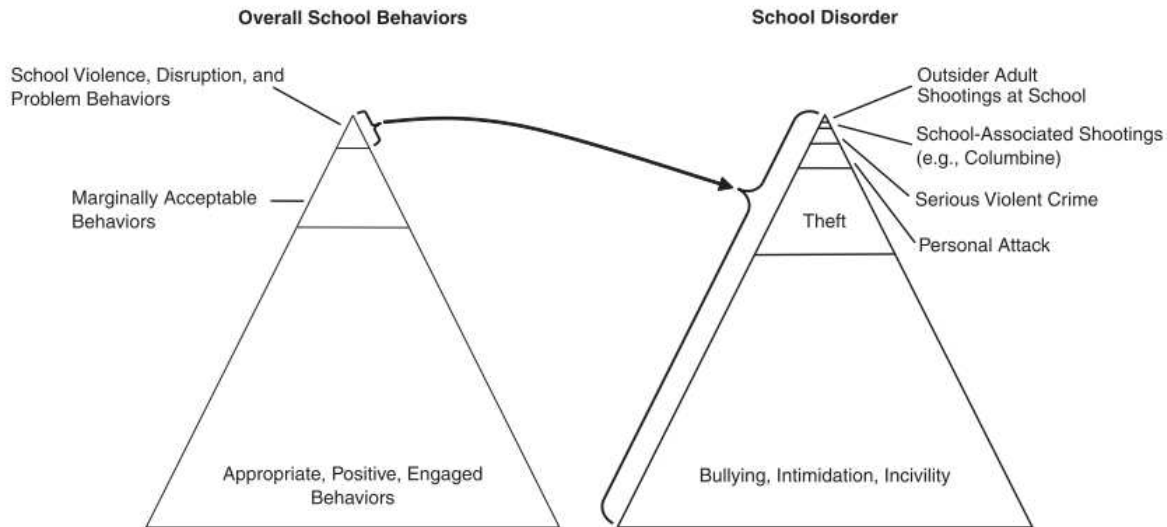 Overall School Behaviors
School Violence, Disruption, and
Problem Behaviors
Marginally Acceptable
Behaviors
Appropriate, Positive, Engaged
Behaviors
School Disorder
Outsider Adult
Shootings at School
School-Associated Shootings
(e.g., Columbine)
Serious Violent Crime
Personal Attack
Theft
Bullying, Intimidation, Incivility